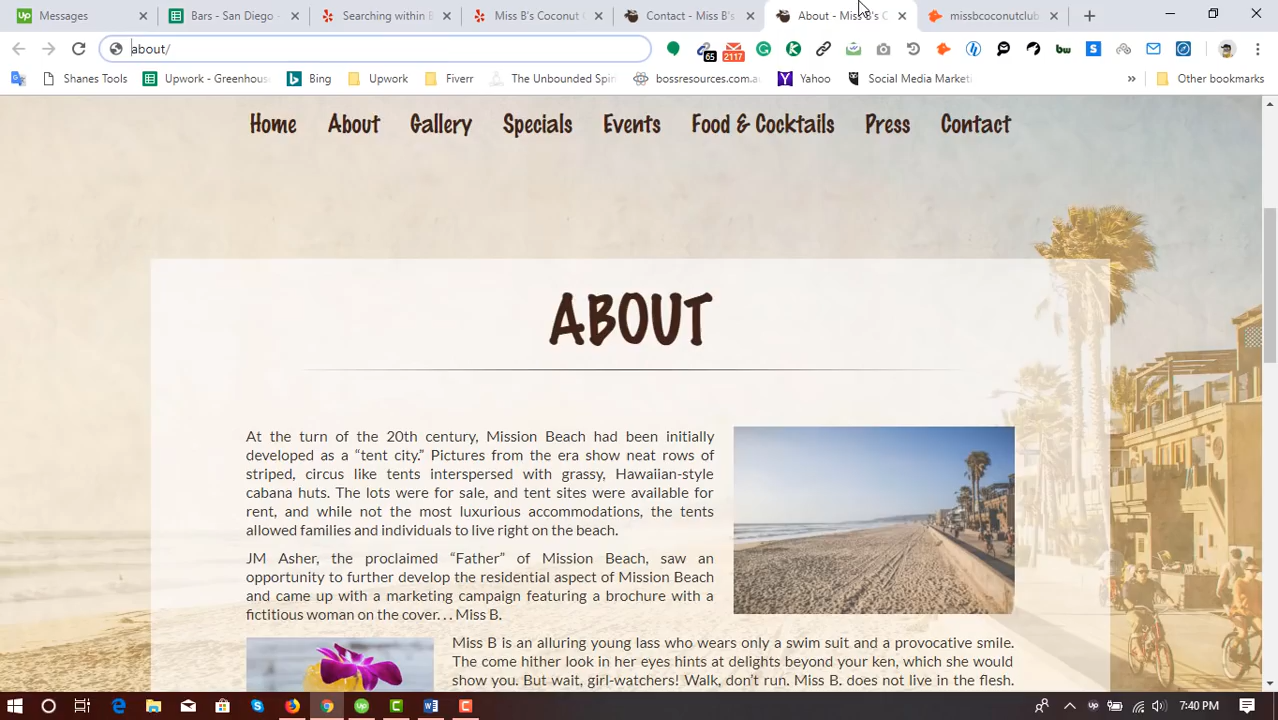 Messages
Bars - San Diego -
Searching within B
Miss B's Coconut C
Contact - Miss B's
About - Miss B's C
missbcoconutclub
about/
65
2117
bw
S
Shanes Tools
Upwork - Greenhous
Bing
Upwork
Fiverr
The Unbounded Spir
bossresources.com.a
Yahoo
Social Media Market
»
Other bookmarks
Home
About
Gallery
Specials
Events
Food & Cocktails
Press
Contact
ABOUT
At the turn of the 20th century, Mission Beach had been initially
developed as a “tent city.” Pictures from the era show neat rows of
striped, circus like tents interspersed with grassy, Hawaiian-style
cabana huts. The lots were for sale, and tent sites were available for
rent, and while not the most luxurious accommodations, the tents
allowed families and individuals to live right on the beach.
JM Asher, the proclaimed “Father” of Mission Beach, saw an
opportunity to further develop the residential aspect of Mission Beach
and came up with a marketing campaign featuring a brochure with a
fictitious woman on the cover. . . Miss B.
Miss B is an alluring young lass who wears only a swim suit and a provocative smile.
The come hither look in her eyes hints at delights beyond your ken, which she would
show you. But wait, girl-watchers! Walk, don’t run. Miss B. does not live in the flesh.
7:40 PM